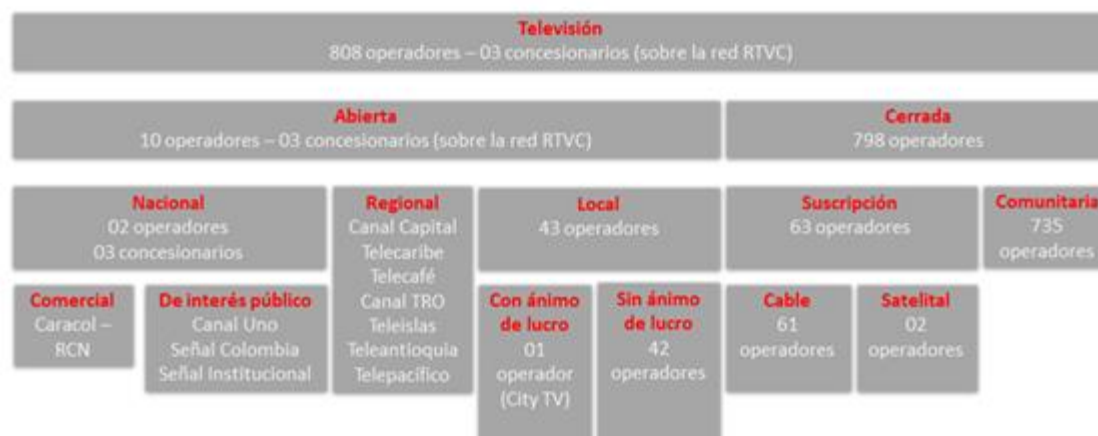 Televisión
808 operadores – 03 concesionarios (sobre la red RTVC)
Abierta
10 operadores – 03 concesionarios (sobre la red RTVC)
Cerrada
798 operadores
Nacional
02 operadores
03 concesionarios
Regional
Canal Capital
Telecaribe
Telecafé
Canal TRO
Teleislas
Teleantioquia
Telepacífico
Local
43 operadores
Suscripción
63 operadores
Comunitaria
735
operadores
Comercial
Caracol –
RCN
De interés público
Canal Uno
Señal Colombia
Señal Institucional
Con ánimo
de lucro
01
operador
(City TV)
Sin ánimo
de lucro
42
operadores
Cable
61
operadores
Satelital
02
operadores